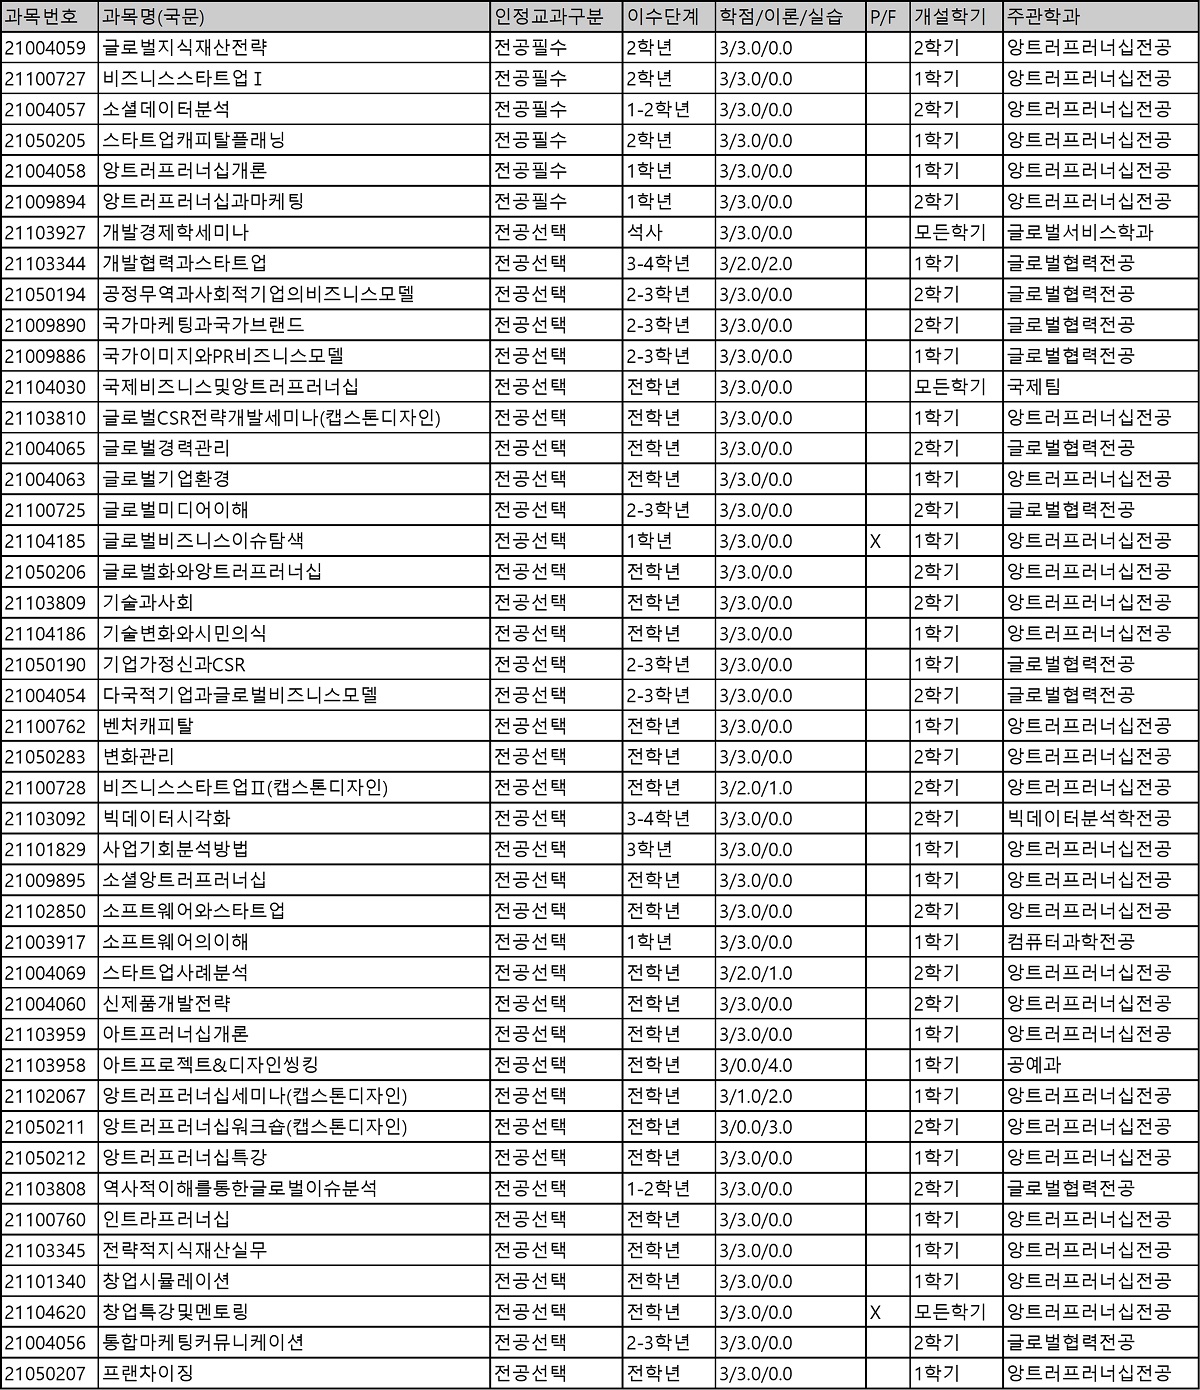 과목번호 과목명(국문) 인정교과구분 이수단계 학점/이론/실습 P/F 개설학기 주관학과
21004059 글로벌지식재산전략 전공필수 2학년 3/3.0/0.0 2학기 앙트러프러너십전공
21100727 비즈니스스타트업Ⅰ 전공필수 2학년 3/3.0/0.0 1학기 앙트러프러너십전공
21004057 소셜데이터분석 전공필수 1-2학년 3/3.0/0.0 2학기 앙트러프러너십전공
21050205 스타트업캐피탈플래닝 전공필수 2학년 3/3.0/0.0 1학기 앙트러프러너십전공
21004058 앙트러프러너십개론 전공필수 1학년 3/3.0/0.0 1학기 앙트러프러너십전공
21009894 앙트러프러너십과마케팅 전공필수 1학년 3/3.0/0.0 2학기 앙트러프러너십전공
21103927 개발경제학세미나 전공선택 석사 3/3.0/0.0 모든학기 글로벌서비스학과
21103344 개발협력과스타트업 전공선택 3-4학년 3/2.0/2.0 1학기 글로벌협력전공
21050194 공정무역과사회적기업의비즈니스모델 전공선택 2-3학년 3/3.0/0.0 2학기 글로벌협력전공
21009890 국가마케팅과국가브랜드 전공선택 2-3학년 3/3.0/0.0 2학기 글로벌협력전공
21009886 국가이미지와PR비즈니스모델 전공선택 2-3학년 3/3.0/0.0 1학기 글로벌협력전공
21104030 국제비즈니스및앙트러프러너십 전공선택 전학년 3/3.0/0.0 모든학기 국제팀
21103810 글로벌CSR전략개발세미나(캡스톤디자인) 전공선택 전학년 3/3.0/0.0 1학기 앙트러프러너십전공
21004065 글로벌경력관리 전공선택 전학년 3/3.0/0.0 2학기 글로벌협력전공
21004063 글로벌기업환경 전공선택 전학년 3/3.0/0.0 1학기 앙트러프러너십전공
21100725 글로벌미디어이해 전공선택 2-3학년 3/3.0/0.0 2학기 글로벌협력전공
21104185 글로벌비즈니스이슈탐색 전공선택 1학년 3/3.0/0.0 X 1학기 앙트러프러너십전공
21050206 글로벌화와앙트러프러너십 전공선택 전학년 3/3.0/0.0 2학기 앙트러프러너십전공
21103809 기술과사회 전공선택 전학년 3/3.0/0.0 2학기 앙트러프러너십전공
21104186 기술변화와시민의식 전공선택 전학년 3/3.0/0.0 1학기 앙트러프러너십전공
21050190 기업가정신과CSR 전공선택 2-3학년 3/3.0/0.0 1학기 글로벌협력전공
21004054 다국적기업과글로벌비즈니스모델 전공선택 2-3학년 3/3.0/0.0 2학기 글로벌협력전공
21100762 벤처캐피탈 전공선택 전학년 3/3.0/0.0 1학기 앙트러프러너십전공
21050283 변화관리 전공선택 전학년 3/3.0/0.0 2학기 앙트러프러너십전공
21100728 비즈니스스타트업Ⅱ(캡스톤디자인) 전공선택 전학년 3/2.0/1.0 2학기 앙트러프러너십전공
21103092 빅데이터시각화 전공선택 3-4학년 3/3.0/0.0 2학기 빅데이터분석학전공
21101829 사업기회분석방법 전공선택 3학년 3/3.0/0.0 1학기 앙트러프러너십전공
21009895 소셜앙트러프러너십 전공선택 전학년 3/3.0/0.0 1학기 앙트러프러너십전공
21102850 소프트웨어와스타트업 전공선택 전학년 3/3.0/0.0 2학기 앙트러프러너십전공
21003917 소프트웨어의이해 전공선택 1학년 3/3.0/0.0 1학기 컴퓨터과학전공
21004069 스타트업사례분석 전공선택 전학년 3/2.0/1.0 2학기 앙트러프러너십전공
21004060 신제품개발전략 전공선택 전학년 3/3.0/0.0 2학기 앙트러프러너십전공
21103959 아트프러너십개론 전공선택 전학년 3/3.0/0.0 1학기 앙트러프러너십전공
21103958 아트프로젝트&디자인씽킹 전공선택 전학년 3/0.0/4.0 1학기 공예과
21102067 앙트러프러너십세미나(캡스톤디자인) 전공선택 전학년 3/1.0/2.0 1학기 앙트러프러너십전공
21050211 앙트러프러너십워크숍(캡스톤디자인) 전공선택 전학년 3/0.0/3.0 2학기 앙트러프러너십전공
21050212 앙트러프러너십특강 전공선택 전학년 3/3.0/0.0 1학기 앙트러프러너십전공
21103808 역사적이해를통한글로벌이슈분석 전공선택 1-2학년 3/3.0/0.0 2학기 글로벌협력전공
21100760 인트라프러너십 전공선택 전학년 3/3.0/0.0 1학기 앙트러프러너십전공
21103345 전략적지식재산실무 전공선택 전학년 3/3.0/0.0 1학기 앙트러프러너십전공
21101340 창업시뮬레이션 전공선택 전학년 3/3.0/0.0 1학기 앙트러프러너십전공
21104620 창업특강및멘토링 전공선택 전학년 3/3.0/0.0 X 모든학기 앙트러프러너십전공
21004056 통합마케팅커뮤니케이션 전공선택 2-3학년 3/3.0/0.0 2학기 글로벌협력전공
21050207 프랜차이징 전공선택 전학년 3/3.0/0.0 1학기 앙트러프러너십전공